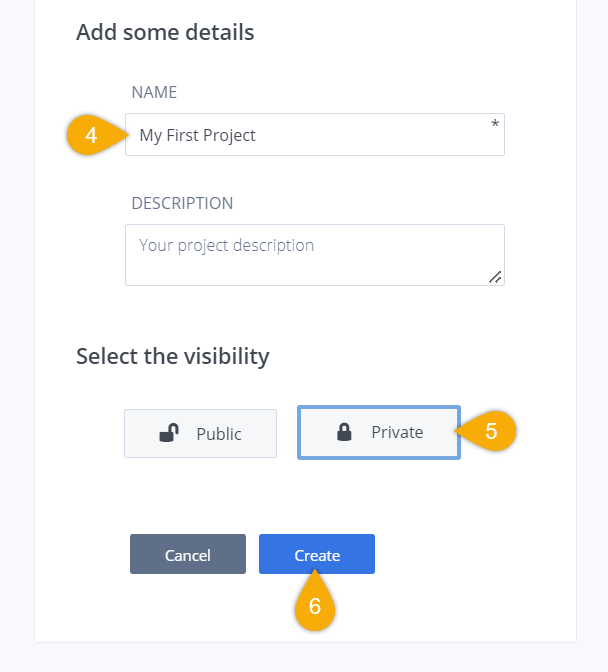 Add some details
NAME
4
My First Project *
DESCRIPTION
Your project description
Select the visibility
Public
Private
5
Cancel
Create
6